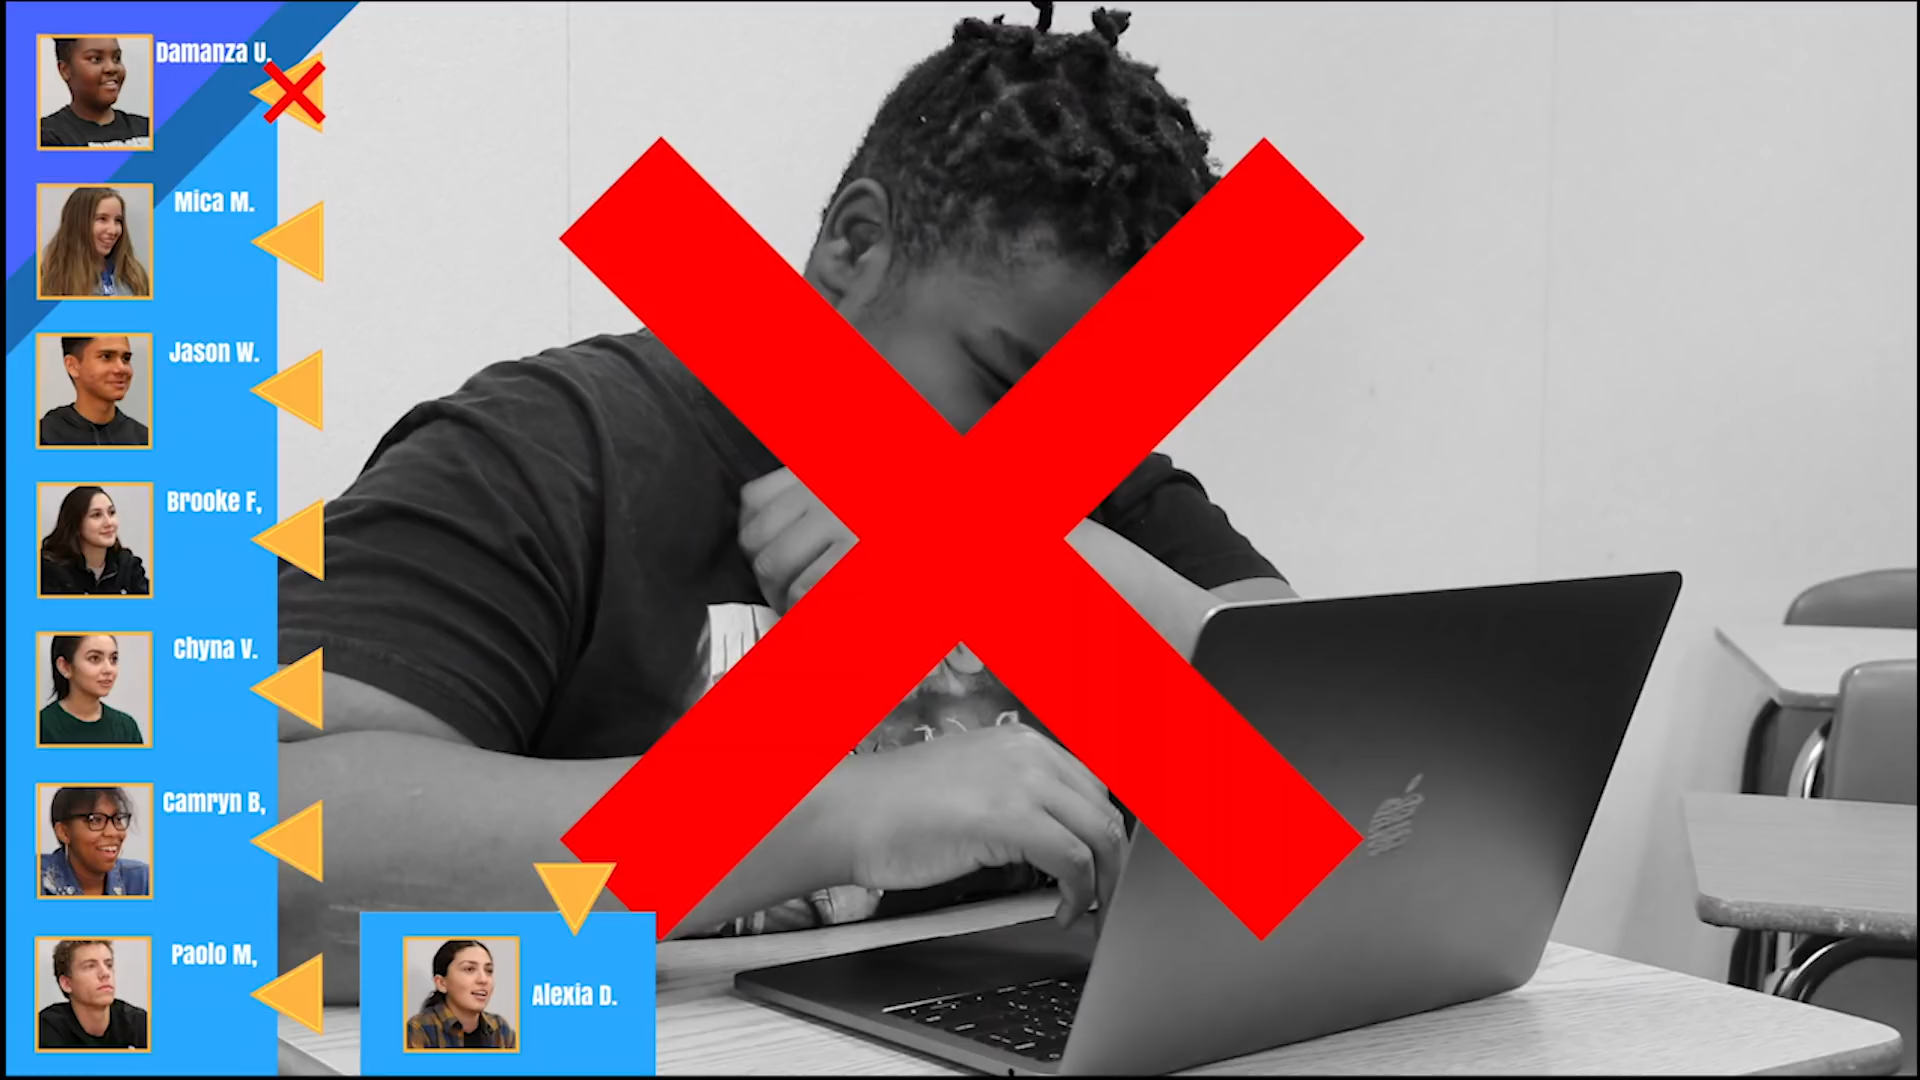 Damanza U.
Mica M.
Jason W.
Brooke F,
Chyna V.
Camryn B,
Paolo M,
Alexia D.